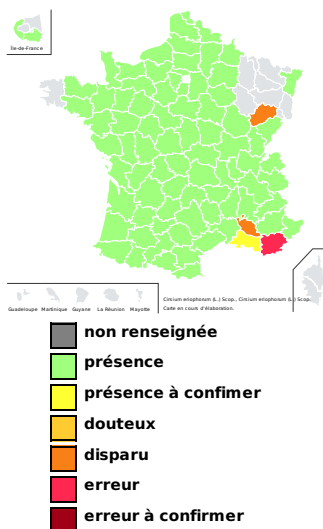 Île-de-France
Guadeloupe Martinique Guyane La Réunion Mayotte
Cirsium eriophorum (L.) Scop., Cirsium eriophorum (L.) Scop.
Carte en cours d'élaboration.
non renseignée
présence
présence à confimer
douteux
disparu
erreur
erreur à confirmer